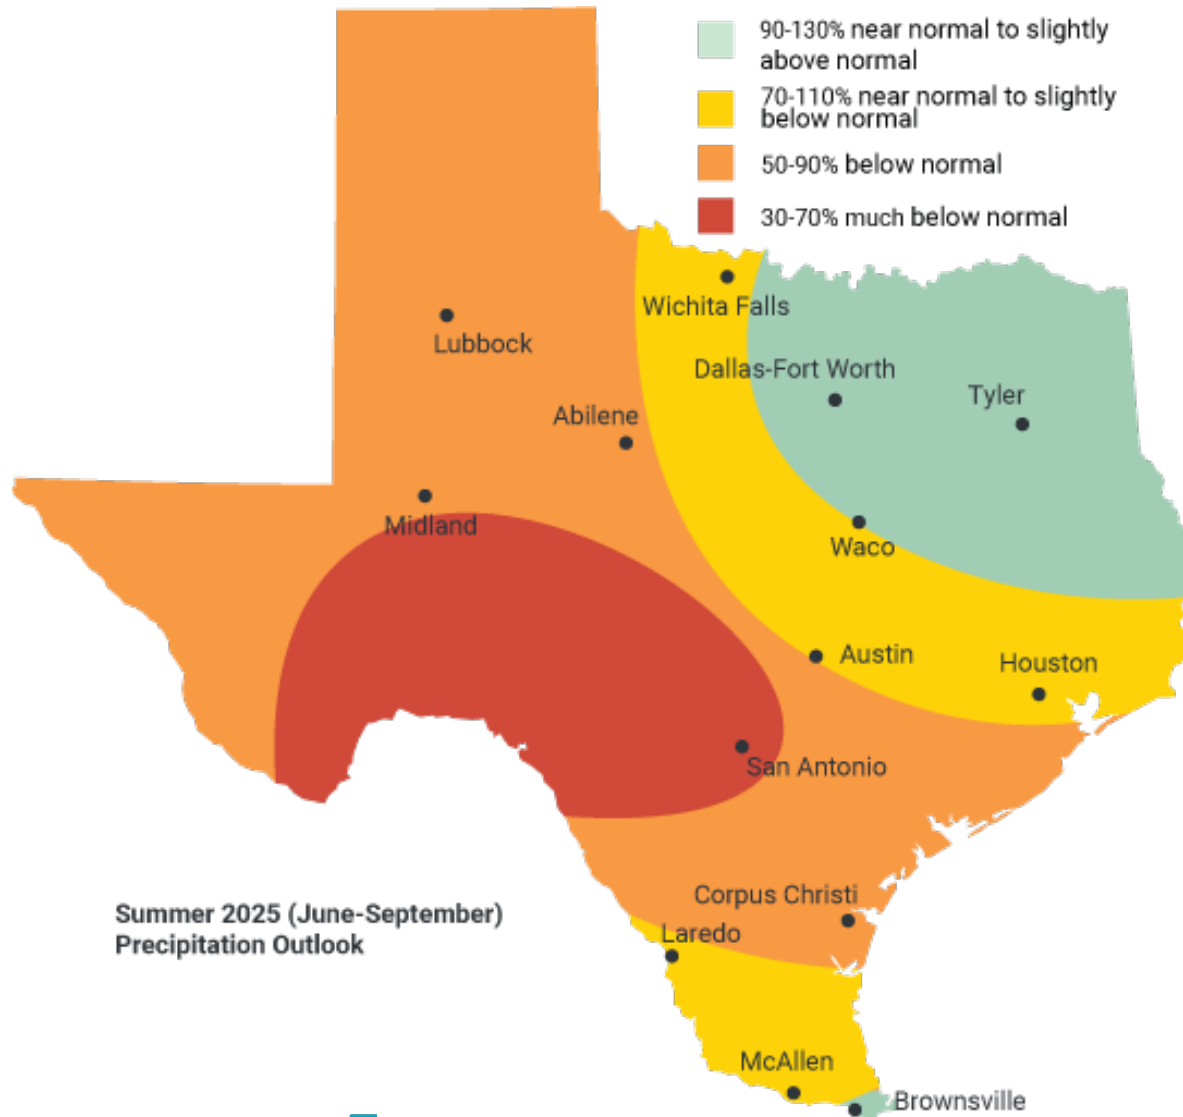 90-130% near normal to slightly
above normal
70-110% near normal to slightly
below normal
50-90% below normal
30-70% much below normal
Wichita Falls
Lubbock
Dallas-Fort Worth
Tyler
Abilene
Midland
Waco
Austin
Houston
San Antonio
Corpus Christi
Summer 2025 (June-September)
Precipitation Outlook
Laredo
McAllen
Brownsville